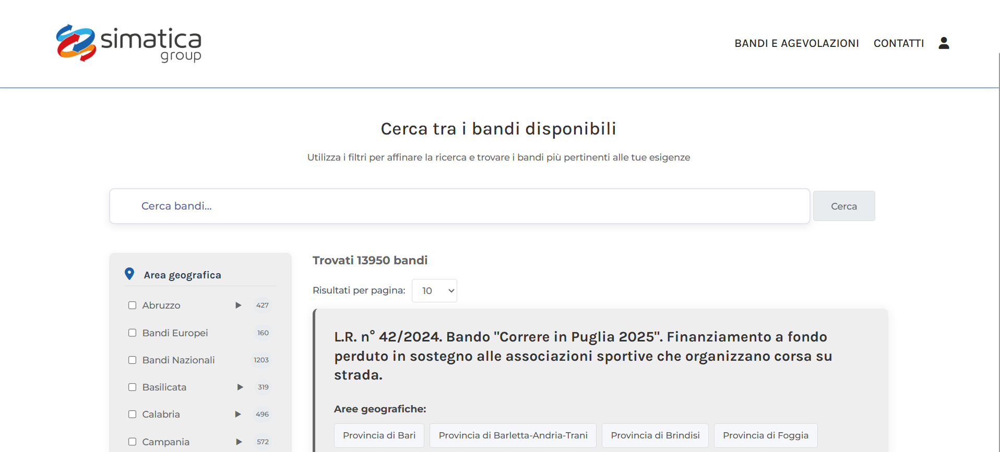 simatica
group
BANDI E AGEVOLAZIONI
CONTATTI
Cerca tra i bandi disponibili
Utilizza i filtri per affinare la ricerca e trovare i bandi più pertinenti alle tue esigenze
Cerca bandi...
Cerca
Area geografica
Abruzzo 427
Bandi Europei 160
Bandi Nazionali 1203
Basilicata 319
Calabria 496
Campania 572
Trovati 13950 bandi
Risultati per pagina: 10
L.R. n° 42/2024. Bando "Correre in Puglia 2025". Finanziamento a fondo
perduto in sostegno alle associazioni sportive che organizzano corsa su
strada.
Aree geografiche:
Provincia di Bari Provincia di Barletta-Andria-Trani Provincia di Brindisi Provincia di Foggia